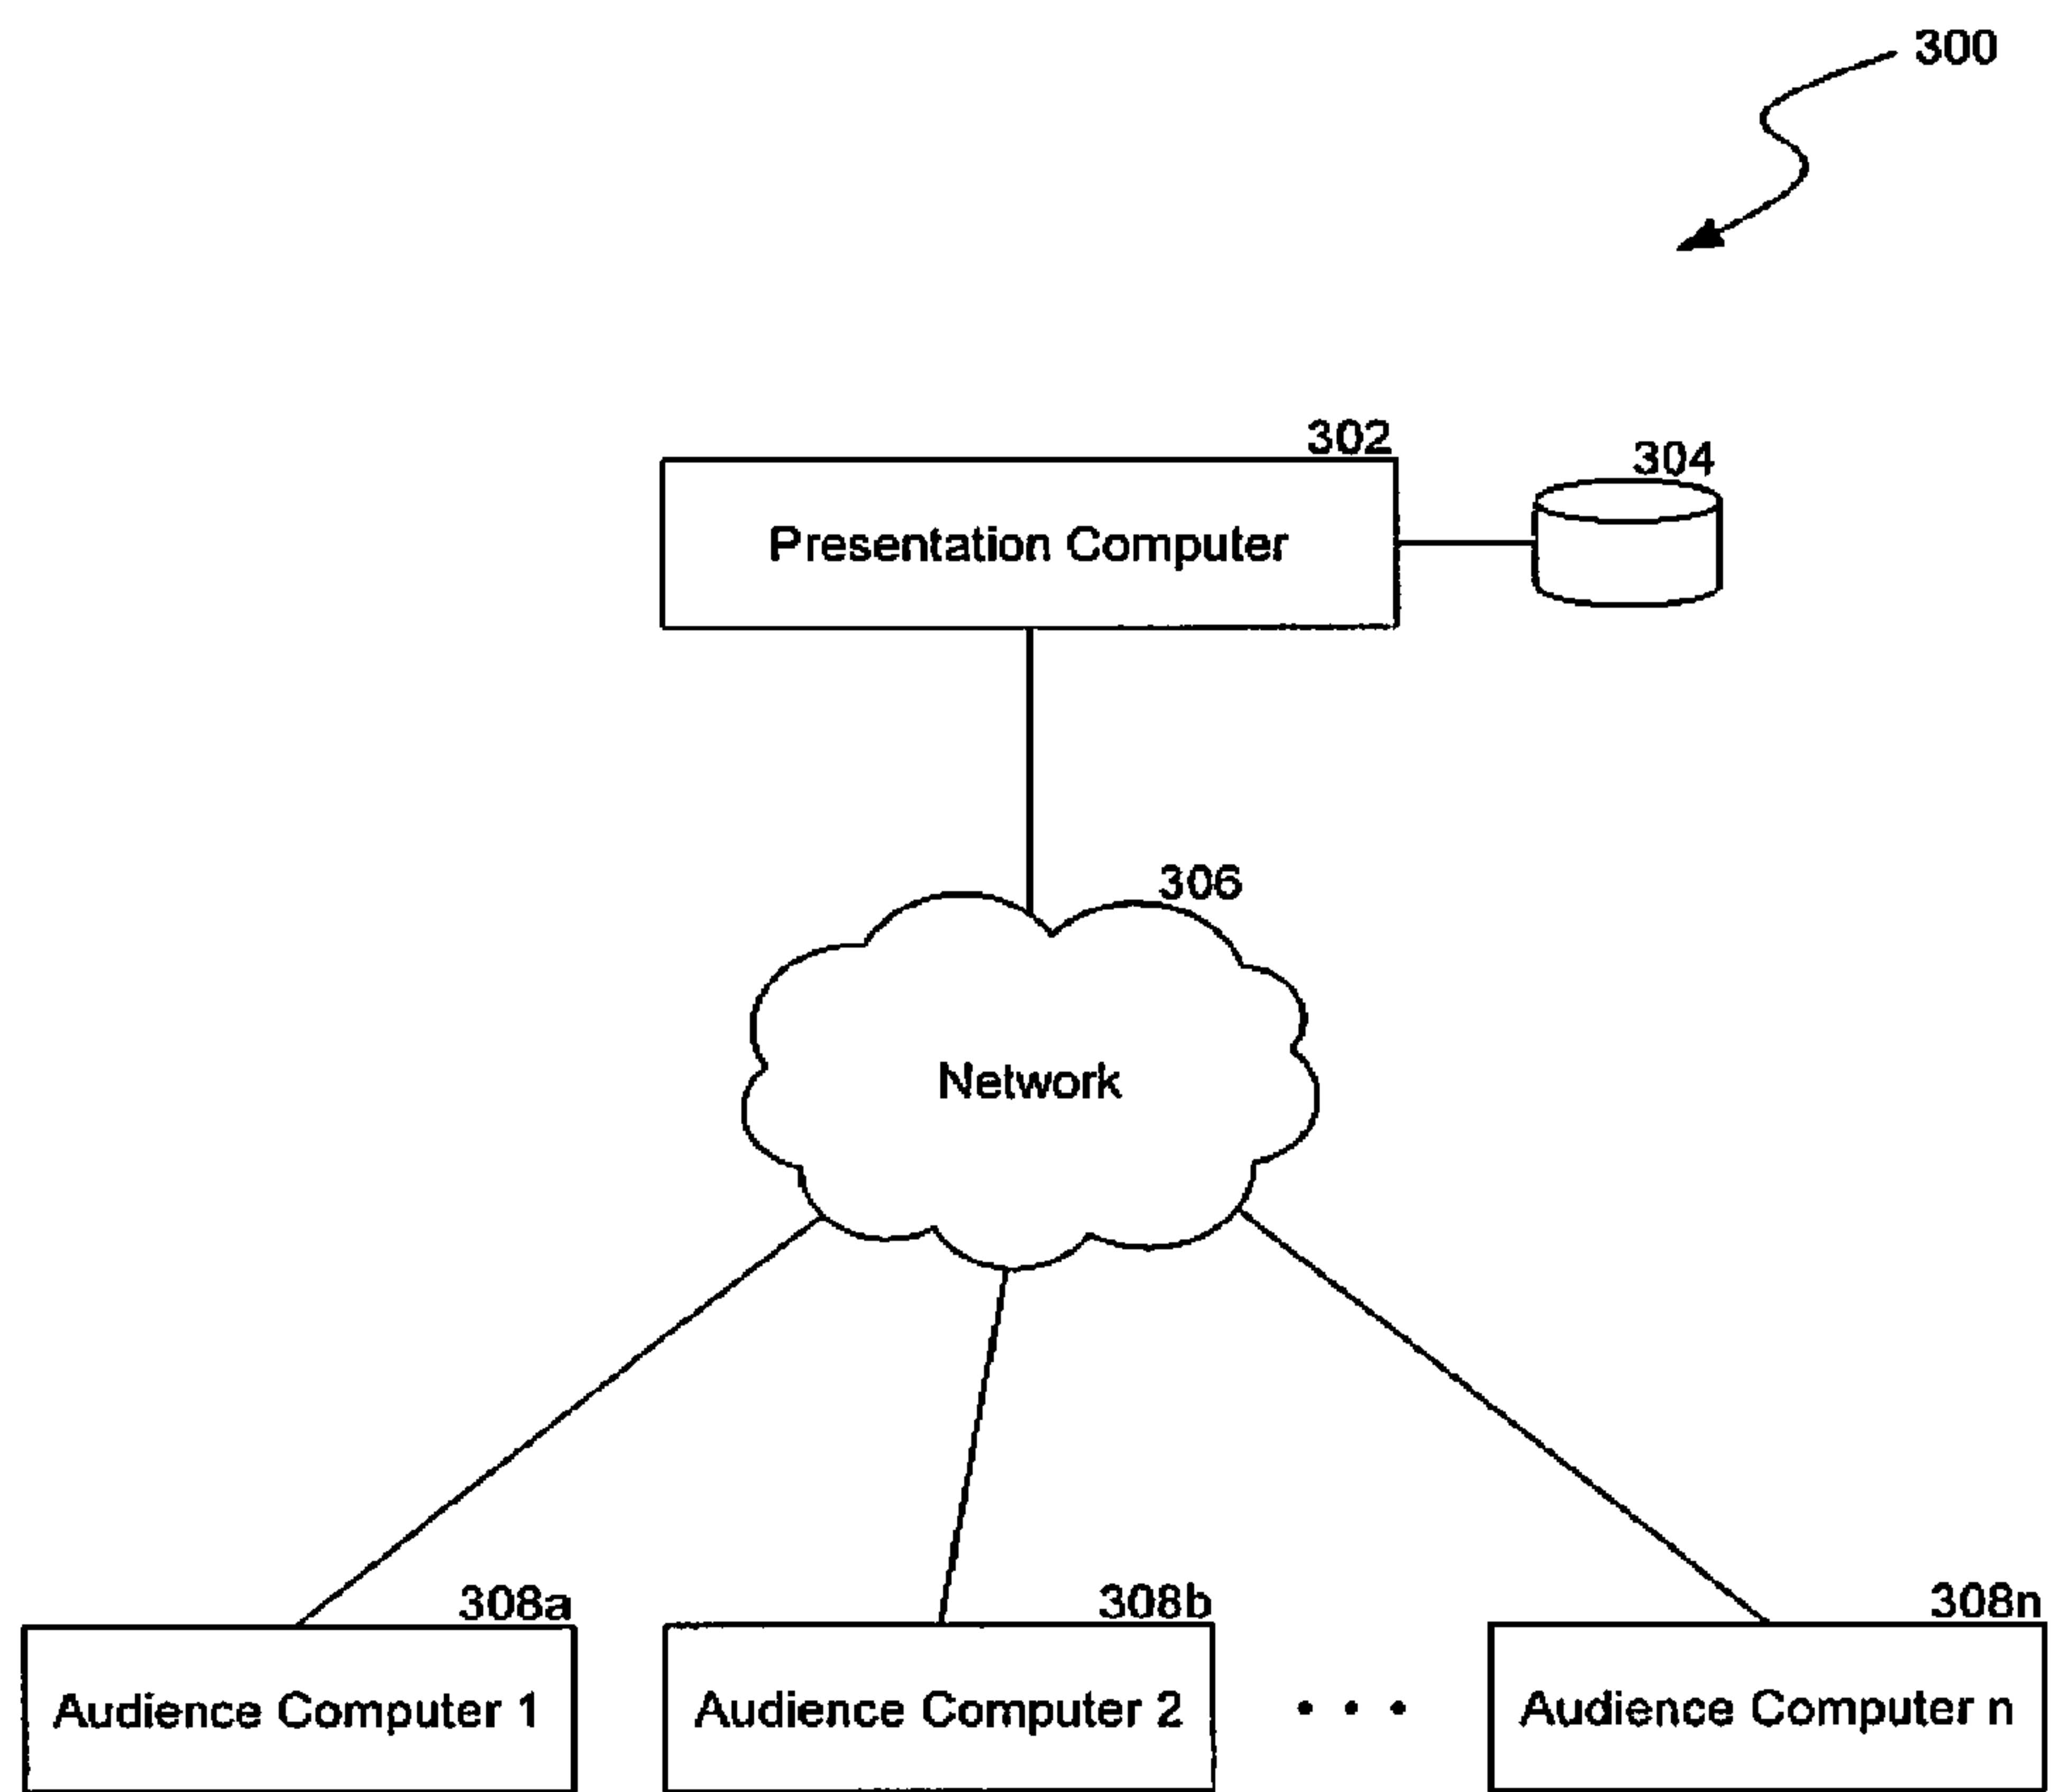 300
302
304
Presentation Computer
306
Network
308a
308b
308n
Audience Computer 1
Audience Computer 2
• • •
Audience Computer n